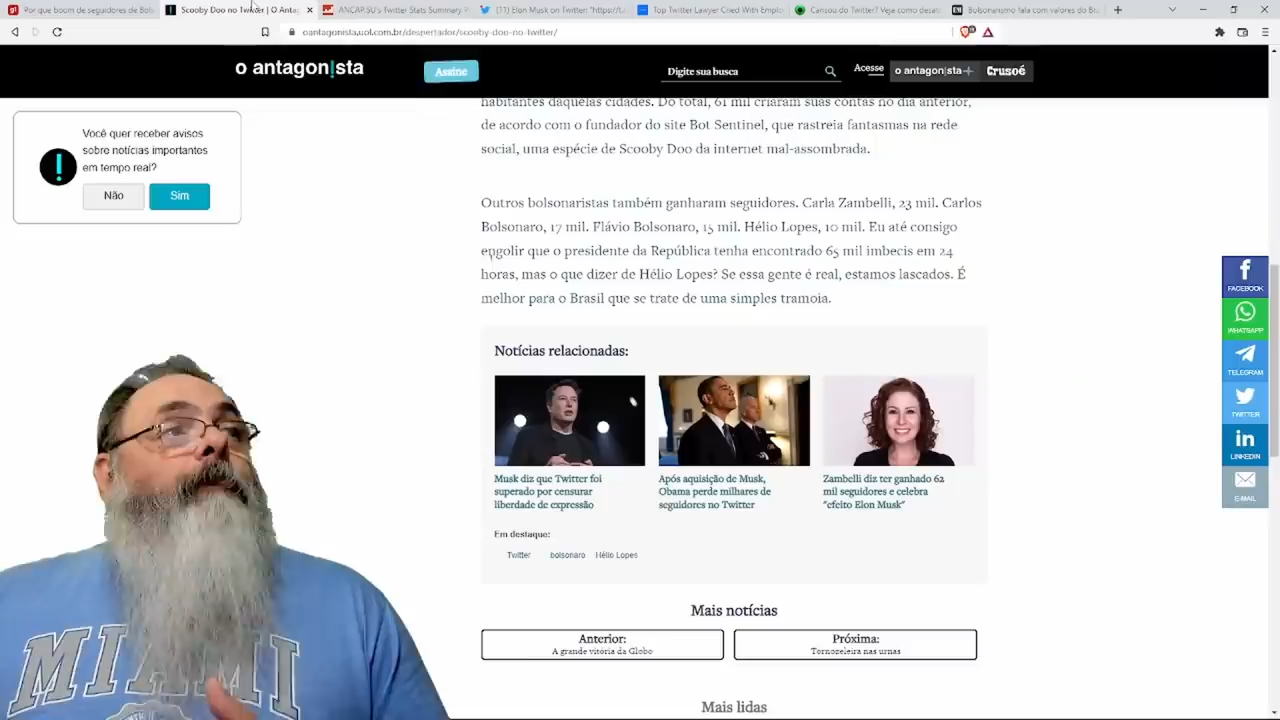 Por que boom de seguidores de Bols
Scooby Doo no Twitter | O Antag
ANCAP.SU's Twitter Stats Summary P
(11) Elon Musk on Twitter: "https://t.
Top Twitter Lawyer Cried With Employ
Cansou do Twitter? Veja como desati
Bolsonarismo fala com valores do Bra
oantagonista.uol.com.br/despertador/scooby-doo-no-twitter/
o antagon!sta
Assine
Digite sua busca
Acesse
o antagon|sta+
Crusoé
Você quer receber avisos
sobre notícias importantes
em tempo real?
Não
Sim
habitantes daquelas cidades. Do total, 61 mil criaram suas contas no dia anterior,
de acordo com o fundador do site Bot Sentinel, que rastreia fantasmas na rede
social, uma espécie de Scooby Doo da internet mal-assombrada.
Outros bolsonaristas também ganharam seguidores. Carla Zambelli, 23 mil. Carlos
Bolsonaro, 17 mil. Flávio Bolsonaro, 15 mil. Hélio Lopes, 10 mil. Eu até consigo
engolir que o presidente da República tenha encontrado 65 mil imbecis em 24
horas, mas o que dizer de Hélio Lopes? Se essa gente é real, estamos lascados. É
melhor para o Brasil que se trate de uma simples tramoia.
Notícias relacionadas:
Musk diz que Twitter foi
superado por censurar
liberdade de expressão
Após aquisição de Musk,
Obama perde milhares de
seguidores no Twitter
Zambelli diz ter ganhado 62
mil seguidores e celebra
"efeito Elon Musk"
Em destaque:
Twitter bolsonaro Hélio Lopes
Mais notícias
Anterior:
A grande vitória da Globo
Próxima:
Tornozeleira nas urnas
Mais lidas
FACEBOOK
WHATSAPP
TELEGRAM
TWITTER
LINKEDIN
E-MAIL
MIAMI